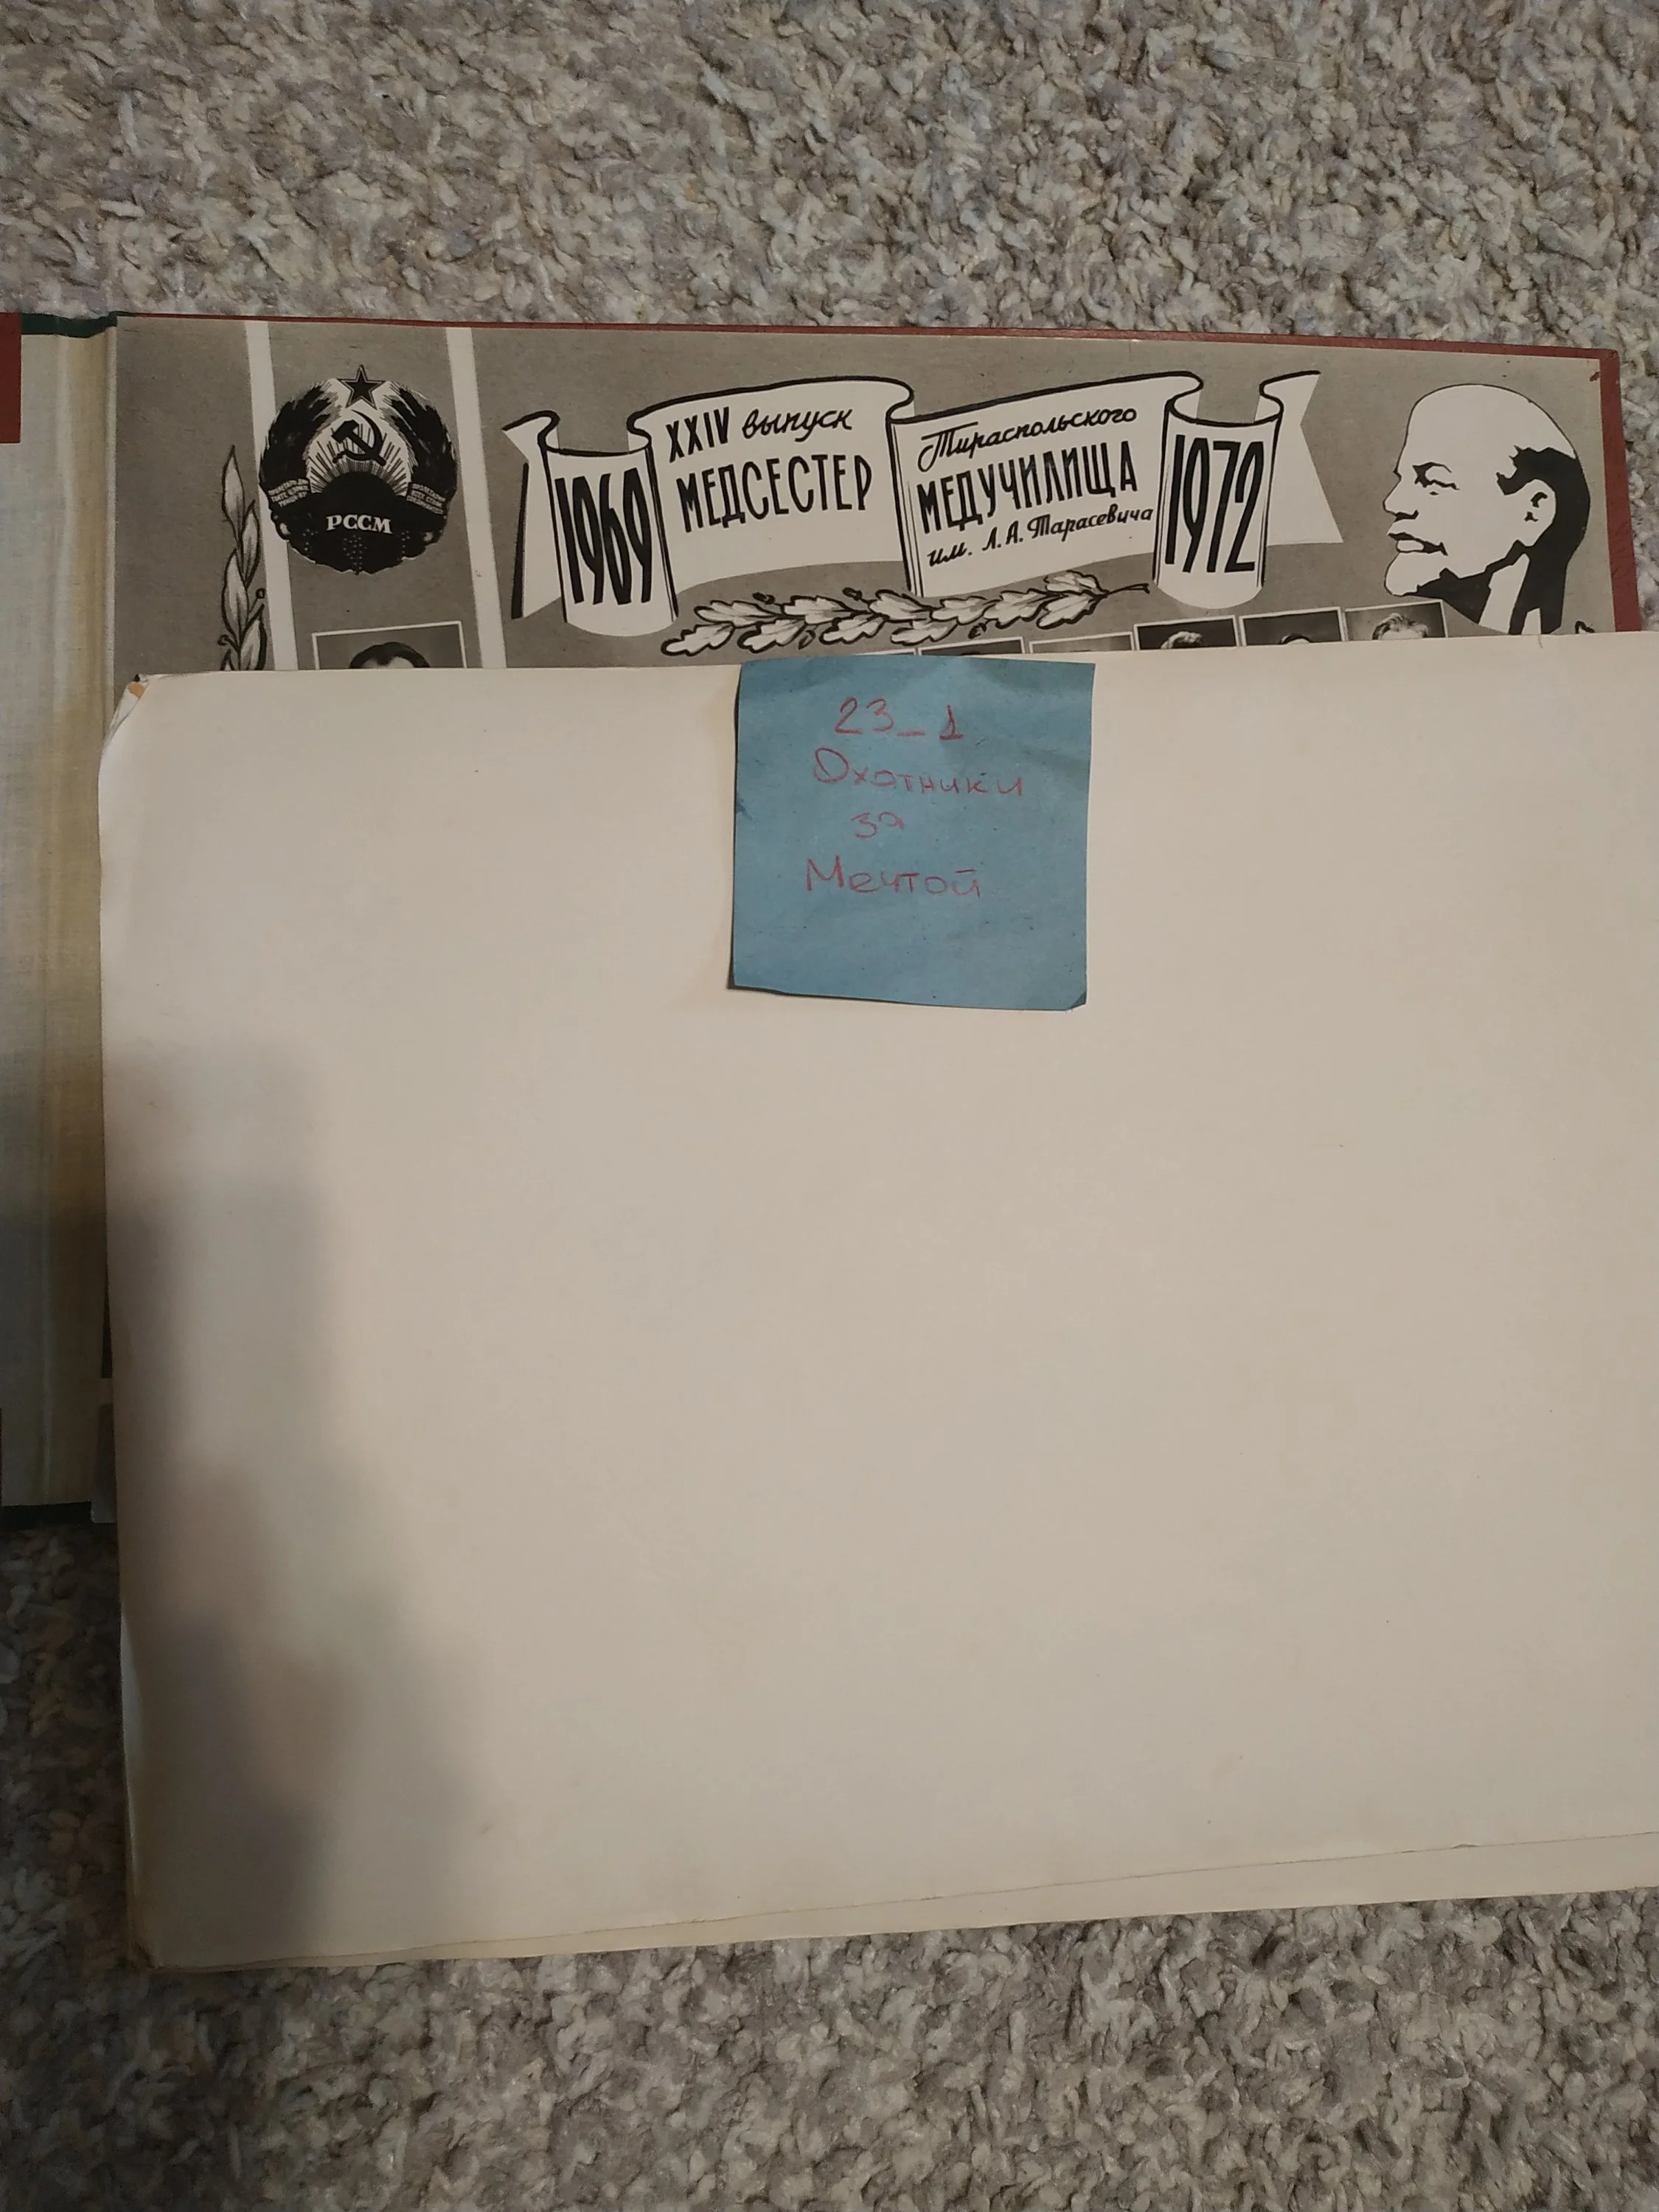 РССМ
1969
XXIV выпуск
МЕДСЕСТЕР
Тираспольского
МЕДУЧИЛИЩА
им. Л.А. Тарасевича
1972
23_1
Охотники
за
Мечтой